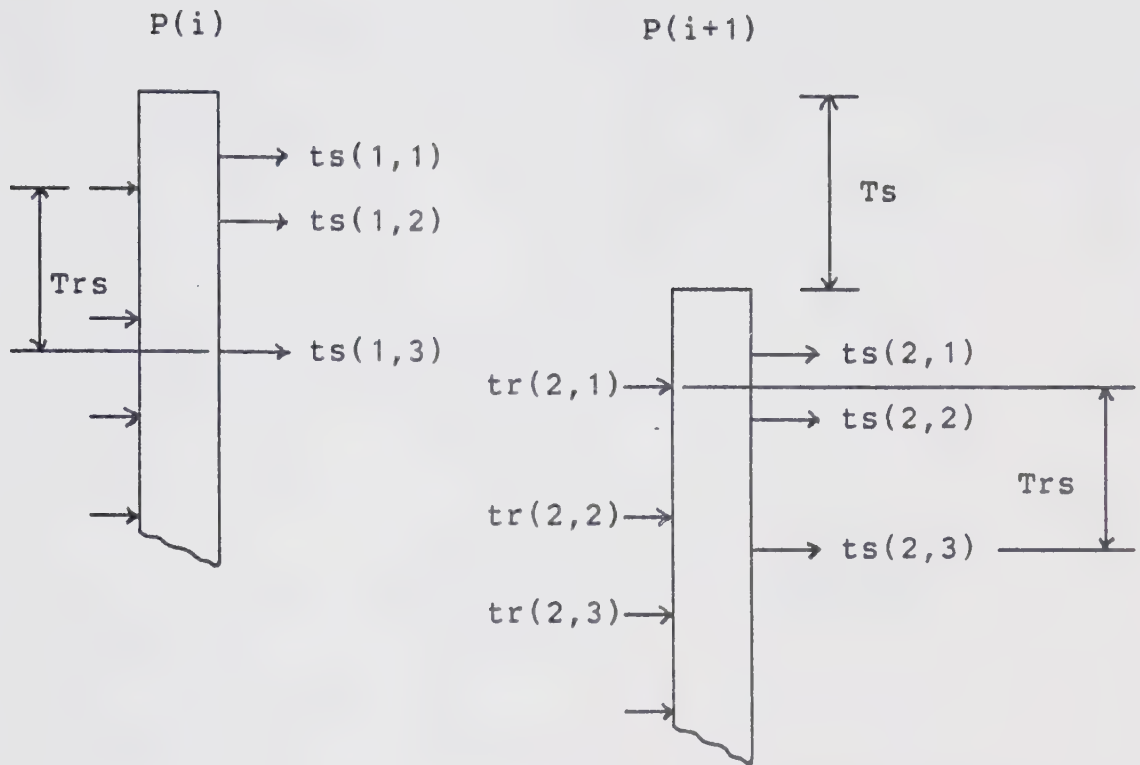 P(i)
P(i+1)
ts(1,1)
Ts
ts(1,2)
Trs
ts(1,3)
ts(2,1)
tr(2,1)
ts(2,2)
Trs
tr(2,2)
ts(2,3)
tr(2,3)